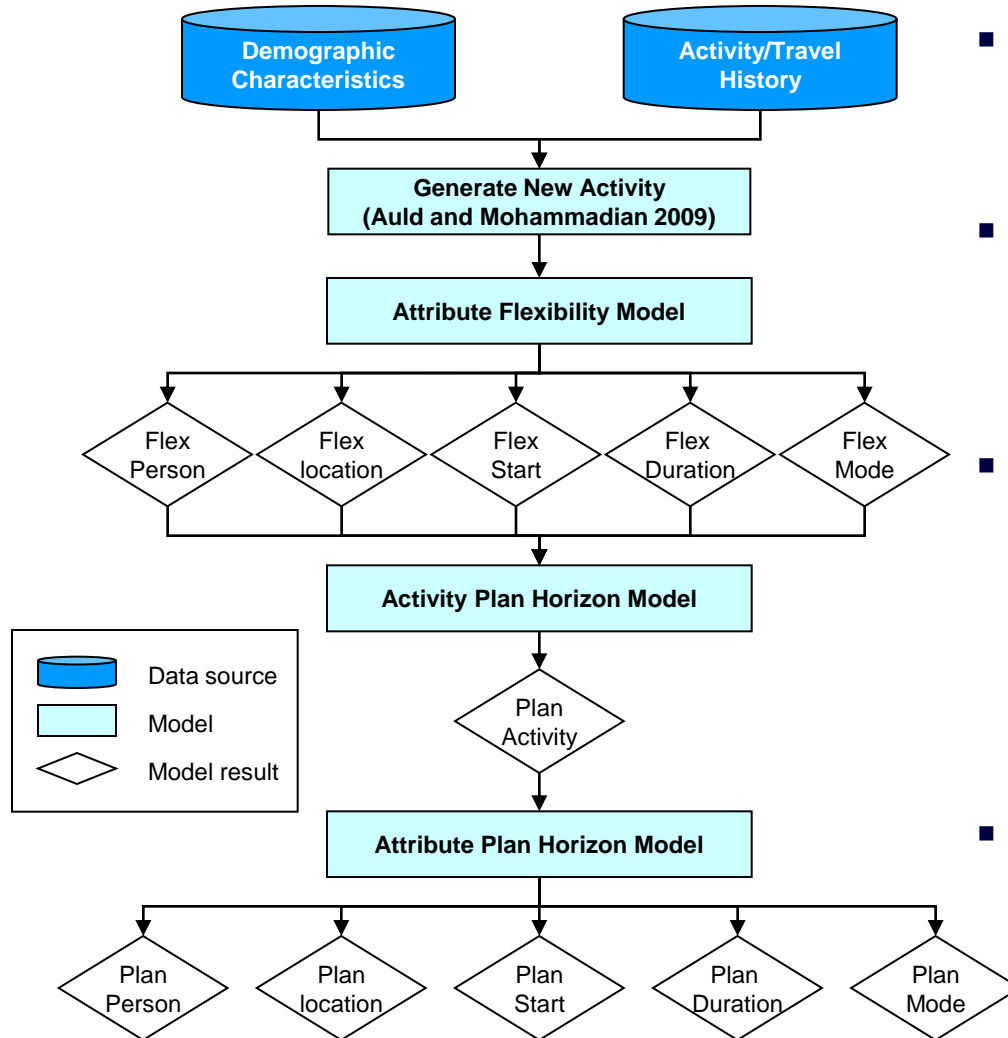 Demographic
Characteristics
Activity/Travel
History
Generate New Activity
(Auld and Mohammadian 2009)
Attribute Flexibility Model
Flex
Person
Flex
location
Flex
Start
Flex
Duration
Flex
Mode
Activity Plan Horizon Model
Data source
Model
Model result
Plan
Activity
Attribute Plan Horizon Model
Plan
Person
Plan
location
Plan
Start
Plan
Duration
Plan
Mode